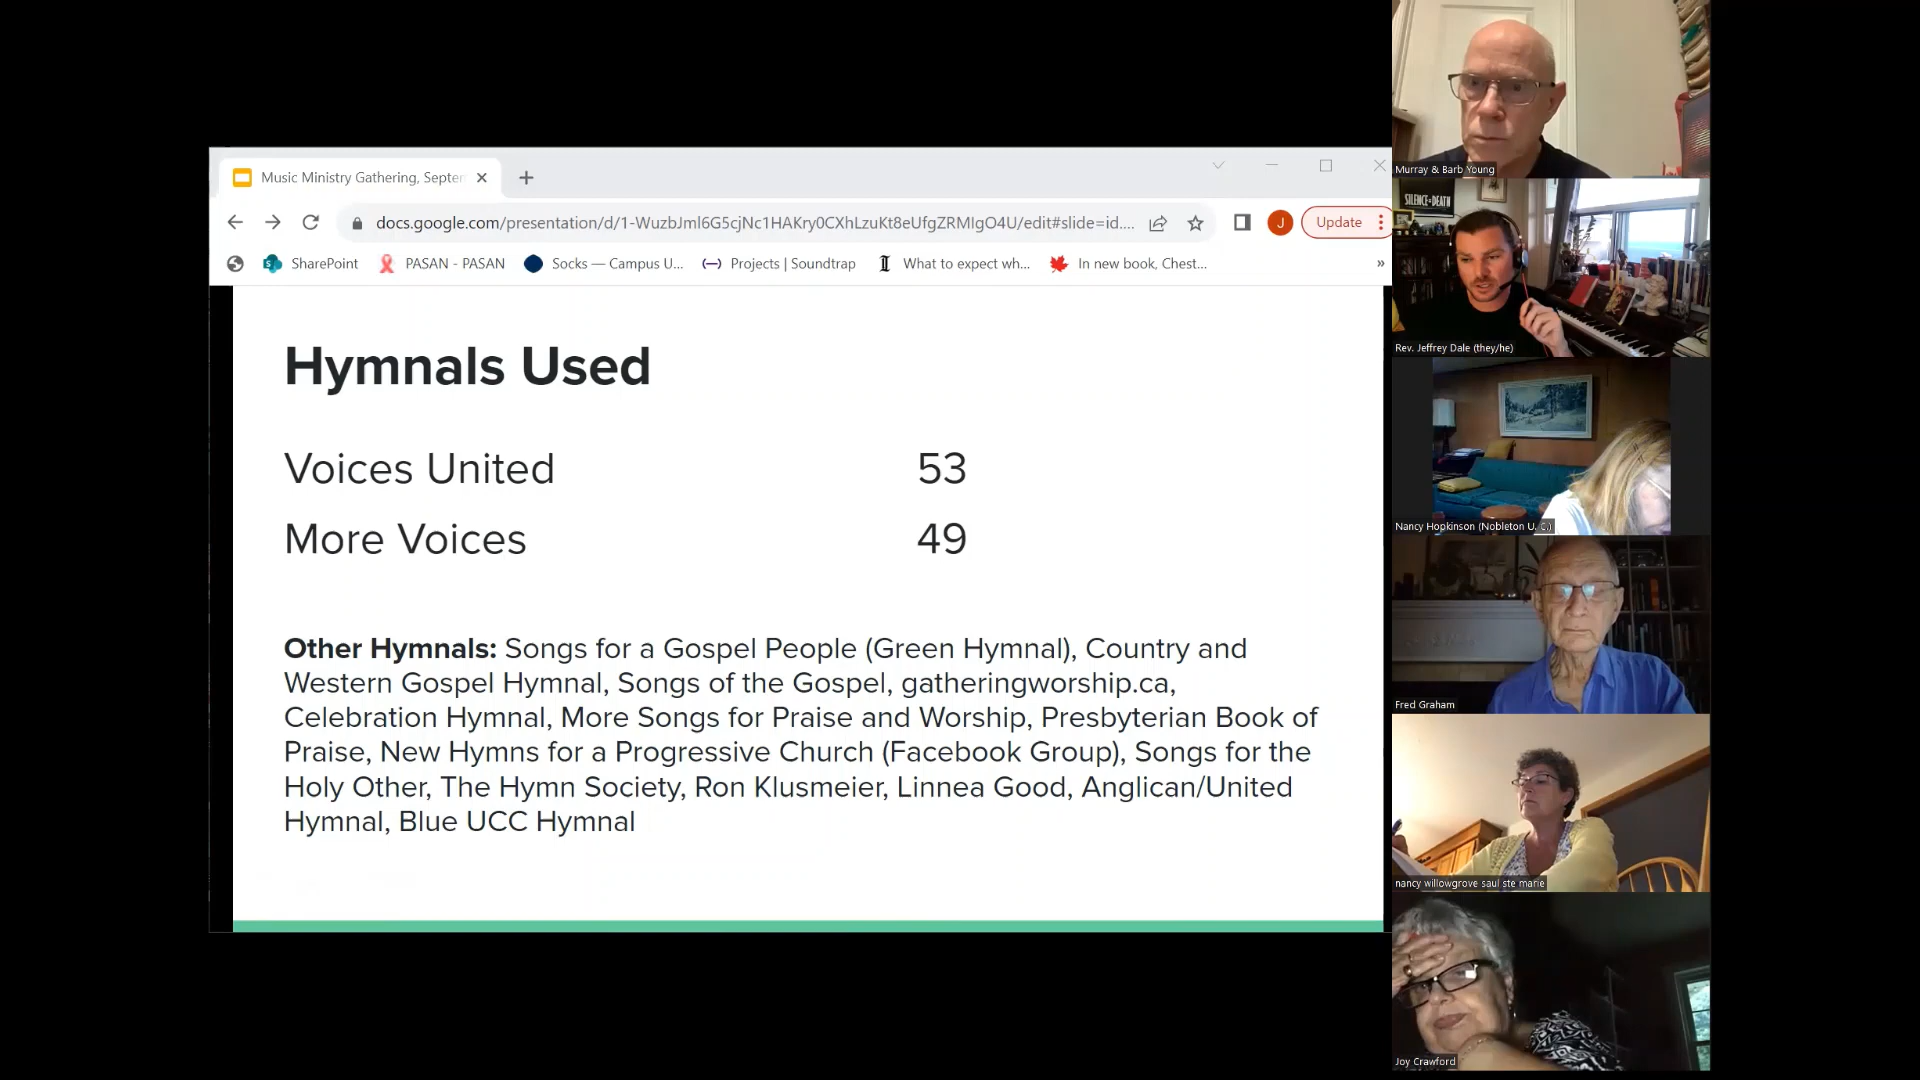 Music Ministry Gathering, Septem
docs.google.com/presentation/d/1-WuzbJml6G5cjNc1HAKry0CXhLzuKt8eUfgZRMIgO4U/edit#slide=id....
J
Update
SharePoint
PASAN - PASAN
Socks — Campus U...
Projects | Soundtrap
What to expect wh...
In new book, Chest...
»
Hymnals Used
Voices United 53
More Voices 49
Other Hymnals: Songs for a Gospel People (Green Hymnal), Country and
Western Gospel Hymnal, Songs of the Gospel, gatheringworship.ca,
Celebration Hymnal, More Songs for Praise and Worship, Presbyterian Book of
Praise, New Hymns for a Progressive Church (Facebook Group), Songs for the
Holy Other, The Hymn Society, Ron Klusmeier, Linnea Good, Anglican/United
Hymnal, Blue UCC Hymnal
Murray & Barb Young
SILENCE=DEATH
Rev. Jeffrey Dale (they/he)
Nancy Hopkinson (Nobleton U.C.)
Fred Graham
nancy willowgrove saul ste marie
Joy Crawford